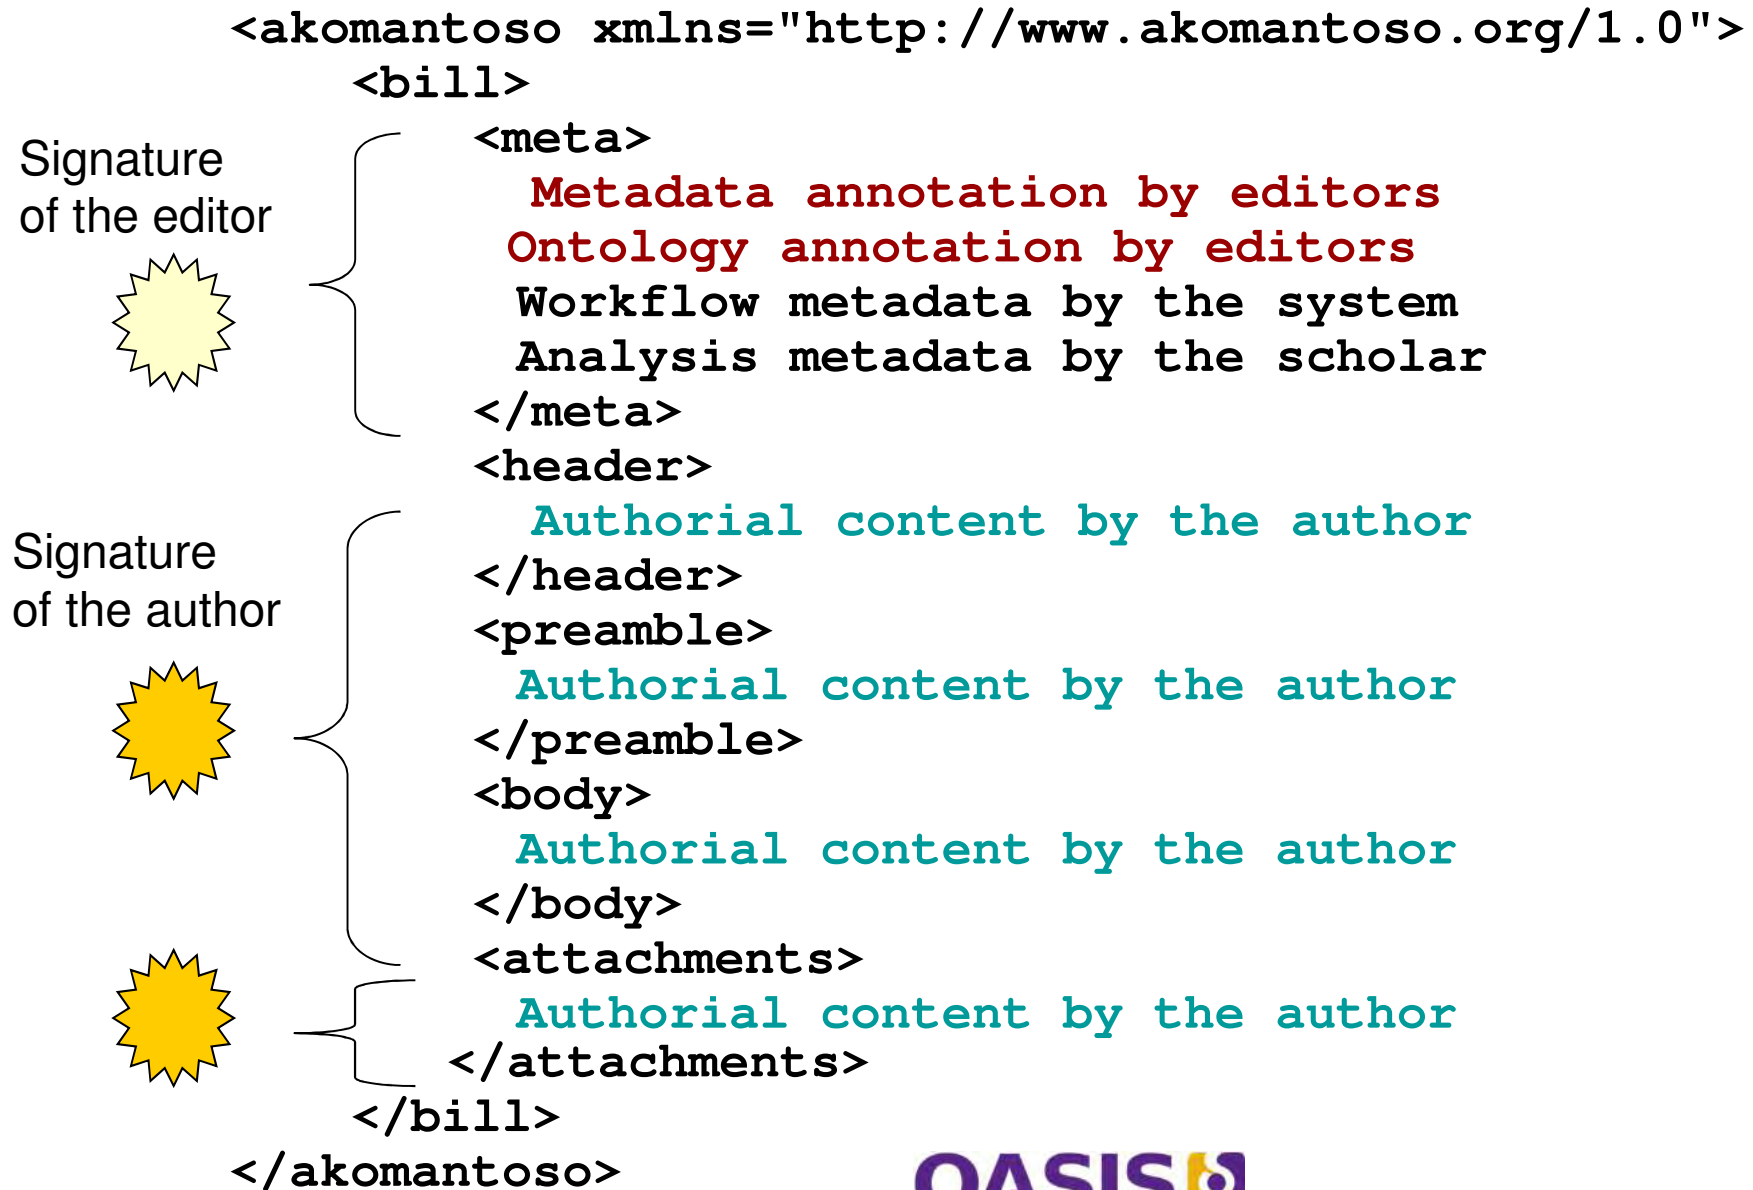 <akomantoso xmlns="http://www.akomantoso.org/1.0">
<bill>
<meta>
Signature
of the editor
Metadata annotation by editors
Ontology annotation by editors
Workflow metadata by the system
Analysis metadata by the scholar
</meta>
<header>
Authorial content by the author
</header>
Signature
of the author
<preamble>
Authorial content by the author
</preamble>
<body>
Authorial content by the author
</body>
<attachments>
Authorial content by the author
</attachments>
</bill>
</akomantoso>
OASIS